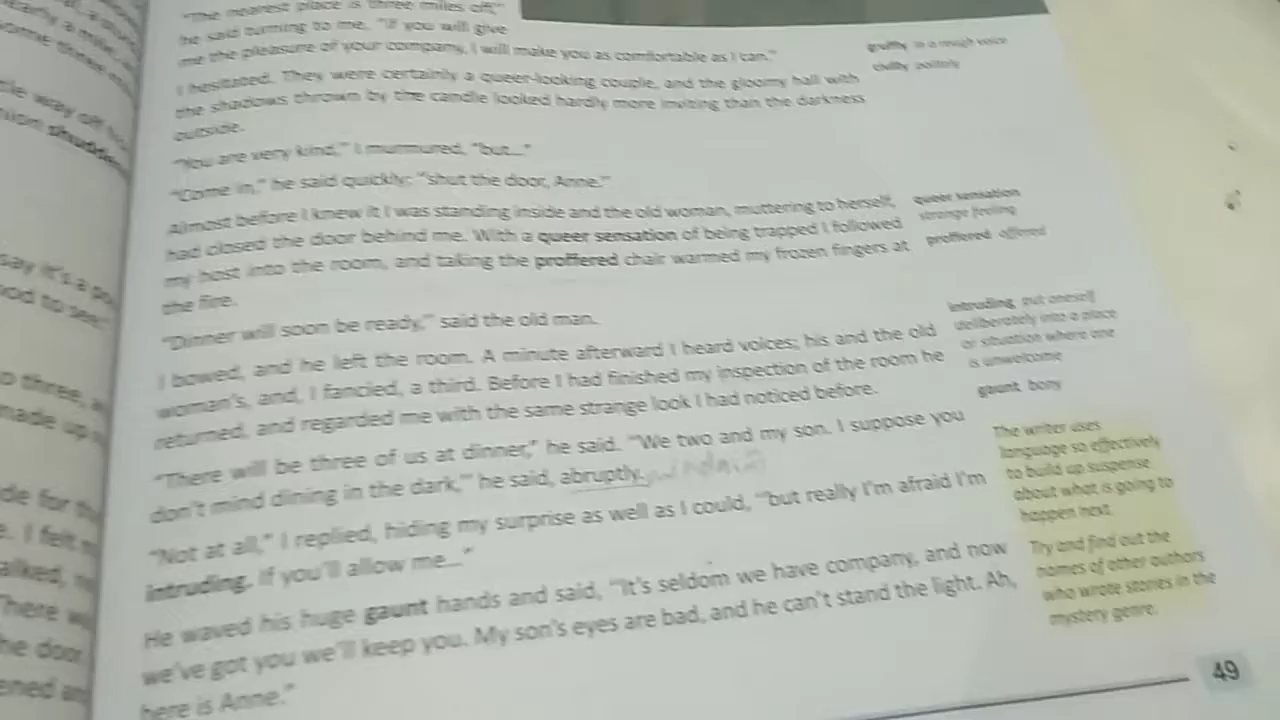 "The nearest place is three miles off,"
he said turning to me. "If you will give
me the pleasure of your company, I will make you as comfortable as I can."
I hesitated. They were certainly a queer-looking couple, and the gloomy hall with
the shadows thrown by the candle looked hardly more inviting than the darkness
outside.
"You are very kind," I murmured, "but..."
"Come in," he said quickly; "shut the door, Anne."
Almost before I knew it I was standing inside and the old woman, muttering to herself,
had closed the door behind me. With a queer sensation of being trapped I followed
my host into the room, and taking the proffered chair warmed my frozen fingers at
the fire.
"Dinner will soon be ready," said the old man.
I bowed, and he left the room. A minute afterward I heard voices; his and the old
woman's, and, I fancied, a third. Before I had finished my inspection of the room he
returned, and regarded me with the same strange look I had noticed before.
"There will be three of us at dinner," he said. "We two and my son. I suppose you
don't mind dining in the dark," he said, abruptly.
"Not at all," I replied, hiding my surprise as well as I could, "but really I'm afraid I'm
intruding. If you'll allow me..."
He waved his huge gaunt hands and said, "It's seldom we have company, and now
we've got you we'll keep you. My son's eyes are bad, and he can't stand the light. Ah,
here is Anne."
gruffly in a rough voice
civilly politely
queer sensation
strange feeling
proffered offered
intruding put oneself
deliberately into a place
or situation where one
is unwelcome
gaunt bony
The writer uses
language so effectively
to build up suspense
about what is going to
happen next.
Try and find out the
names of other authors
who wrote stories in the
mystery genre.
49